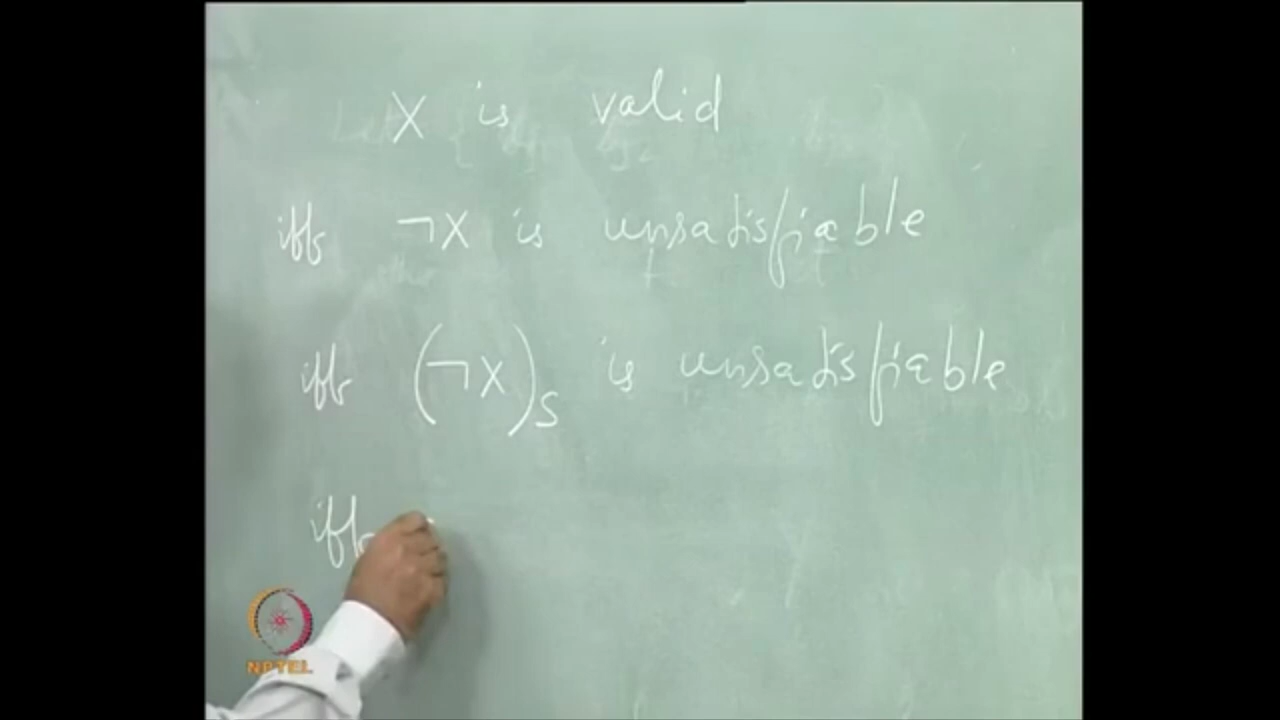 X is valid
iff ¬X is unsatisfiable
iff (¬X)s is unsatisfiable
iff
NPTEL